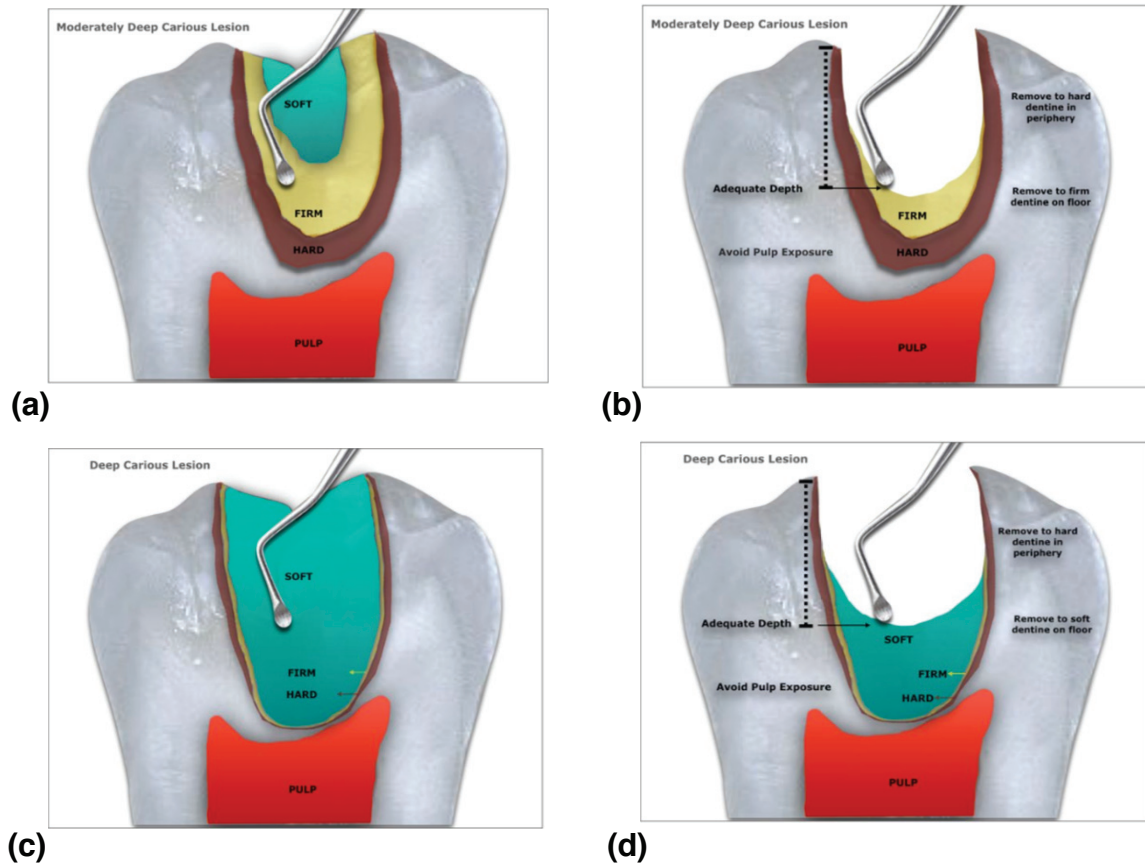 Moderately Deep Carious Lesion
SOFT
FIRM
HARD
PULP
(a)
Moderately Deep Carious Lesion
Remove to hard
dentine in
periphery
Adequate Depth
Remove to firm
dentine on floor
FIRM
Avoid Pulp Exposure
HARD
PULP
(b)
Deep Carious Lesion
SOFT
FIRM
HARD
PULP
(c)
Deep Carious Lesion
Remove to hard
dentine in
periphery
Adequate Depth
Remove to soft
dentine on floor
SOFT
FIRM
Avoid Pulp Exposure
HARD
PULP
(d)